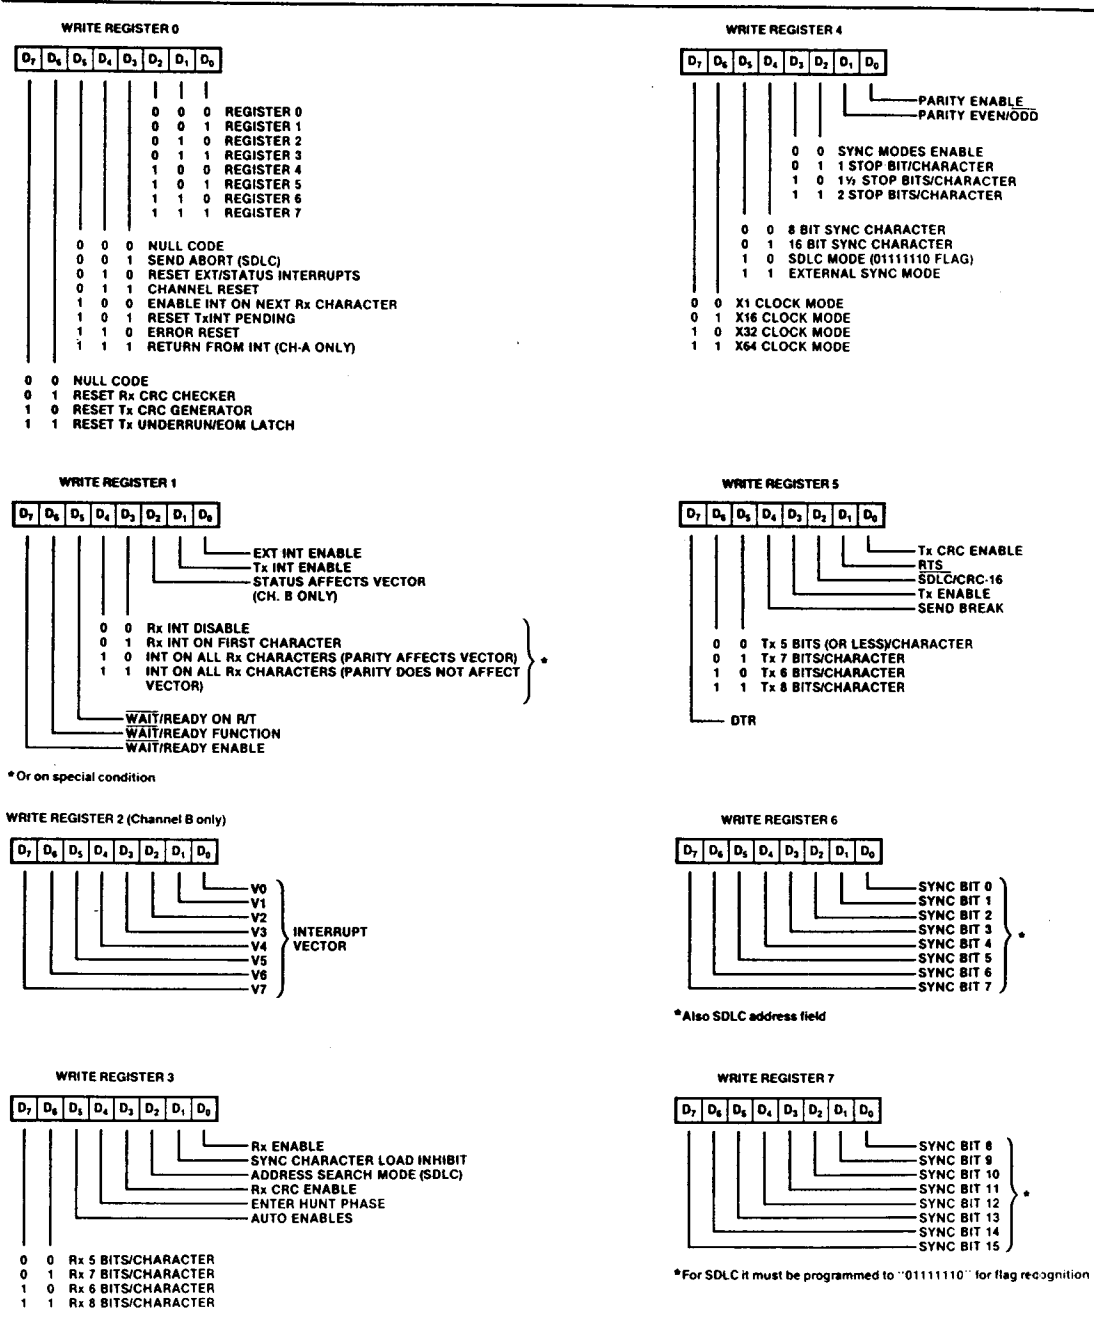 WRITE REGISTER 0
D7 D6 D5 D4 D3 D2 D1 D0
0 0 0 REGISTER 0
0 0 1 REGISTER 1
0 1 0 REGISTER 2
0 1 1 REGISTER 3
1 0 0 REGISTER 4
1 0 1 REGISTER 5
1 1 0 REGISTER 6
1 1 1 REGISTER 7
0 0 0 NULL CODE
0 0 1 SEND ABORT (SDLC)
0 1 0 RESET EXT/STATUS INTERRUPTS
0 1 1 CHANNEL RESET
1 0 0 ENABLE INT ON NEXT Rx CHARACTER
1 0 1 RESET TxINT PENDING
1 1 0 ERROR RESET
1 1 1 RETURN FROM INT (CH-A ONLY)
0 0 NULL CODE
0 1 RESET Rx CRC CHECKER
1 0 RESET Tx CRC GENERATOR
1 1 RESET Tx UNDERRUN/EOM LATCH
WRITE REGISTER 1
D7 D6 D5 D4 D3 D2 D1 D0
EXT INT ENABLE
Tx INT ENABLE
STATUS AFFECTS VECTOR
(CH. B ONLY)
0 0 Rx INT DISABLE
0 1 Rx INT ON FIRST CHARACTER
1 0 INT ON ALL Rx CHARACTERS (PARITY AFFECTS VECTOR)
1 1 INT ON ALL Rx CHARACTERS (PARITY DOES NOT AFFECT
VECTOR)
*
WAIT/READY ON R/T
WAIT/READY FUNCTION
WAIT/READY ENABLE
*Or on special condition
WRITE REGISTER 2 (Channel B only)
D7 D6 D5 D4 D3 D2 D1 D0
V0
V1
V2
V3
V4
V5
V6
V7
INTERRUPT
VECTOR
WRITE REGISTER 3
D7 D6 D5 D4 D3 D2 D1 D0
Rx ENABLE
SYNC CHARACTER LOAD INHIBIT
ADDRESS SEARCH MODE (SDLC)
Rx CRC ENABLE
ENTER HUNT PHASE
AUTO ENABLES
0 0 Rx 5 BITS/CHARACTER
0 1 Rx 7 BITS/CHARACTER
1 0 Rx 6 BITS/CHARACTER
1 1 Rx 8 BITS/CHARACTER
WRITE REGISTER 4
D7 D6 D5 D4 D3 D2 D1 D0
PARITY ENABLE
PARITY EVEN/ODD
0 0 SYNC MODES ENABLE
0 1 1 STOP BIT/CHARACTER
1 0 1½ STOP BITS/CHARACTER
1 1 2 STOP BITS/CHARACTER
0 0 8 BIT SYNC CHARACTER
0 1 16 BIT SYNC CHARACTER
1 0 SDLC MODE (01111110 FLAG)
1 1 EXTERNAL SYNC MODE
0 0 X1 CLOCK MODE
0 1 X16 CLOCK MODE
1 0 X32 CLOCK MODE
1 1 X64 CLOCK MODE
WRITE REGISTER 5
D7 D6 D5 D4 D3 D2 D1 D0
Tx CRC ENABLE
RTS
SDLC/CRC-16
Tx ENABLE
SEND BREAK
0 0 Tx 5 BITS (OR LESS)/CHARACTER
0 1 Tx 7 BITS/CHARACTER
1 0 Tx 6 BITS/CHARACTER
1 1 Tx 8 BITS/CHARACTER
DTR
WRITE REGISTER 6
D7 D6 D5 D4 D3 D2 D1 D0
SYNC BIT 0
SYNC BIT 1
SYNC BIT 2
SYNC BIT 3
SYNC BIT 4
SYNC BIT 5
SYNC BIT 6
SYNC BIT 7
*
*Also SDLC address field
WRITE REGISTER 7
D7 D6 D5 D4 D3 D2 D1 D0
SYNC BIT 8
SYNC BIT 9
SYNC BIT 10
SYNC BIT 11
SYNC BIT 12
SYNC BIT 13
SYNC BIT 14
SYNC BIT 15
*
*For SDLC it must be programmed to "01111110" for flag recognition